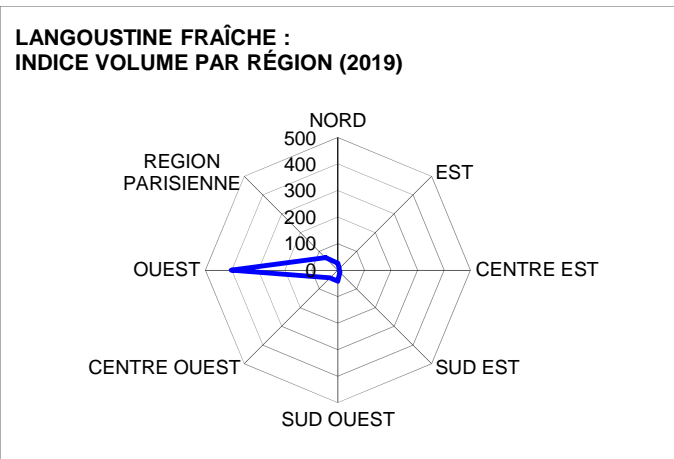 LANGOUSTINE FRAÎCHE :
INDICE VOLUME PAR RÉGION (2019)
NORD
500
400
300
200
100
0
REGION
PARISIENNE
EST
OUEST
CENTRE EST
CENTRE OUEST
SUD EST
SUD OUEST